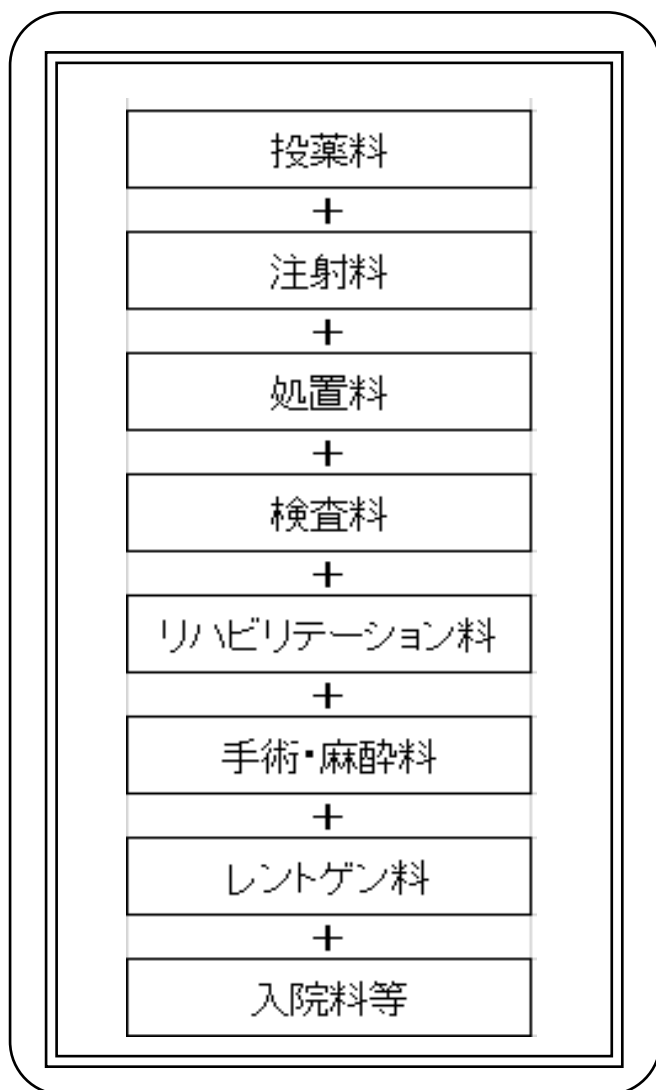 投薬料
+
注射料
+
処置料
+
検査料
+
リハビリテーション料
+
手術・麻酔料
+
レントゲン料
+
入院料等